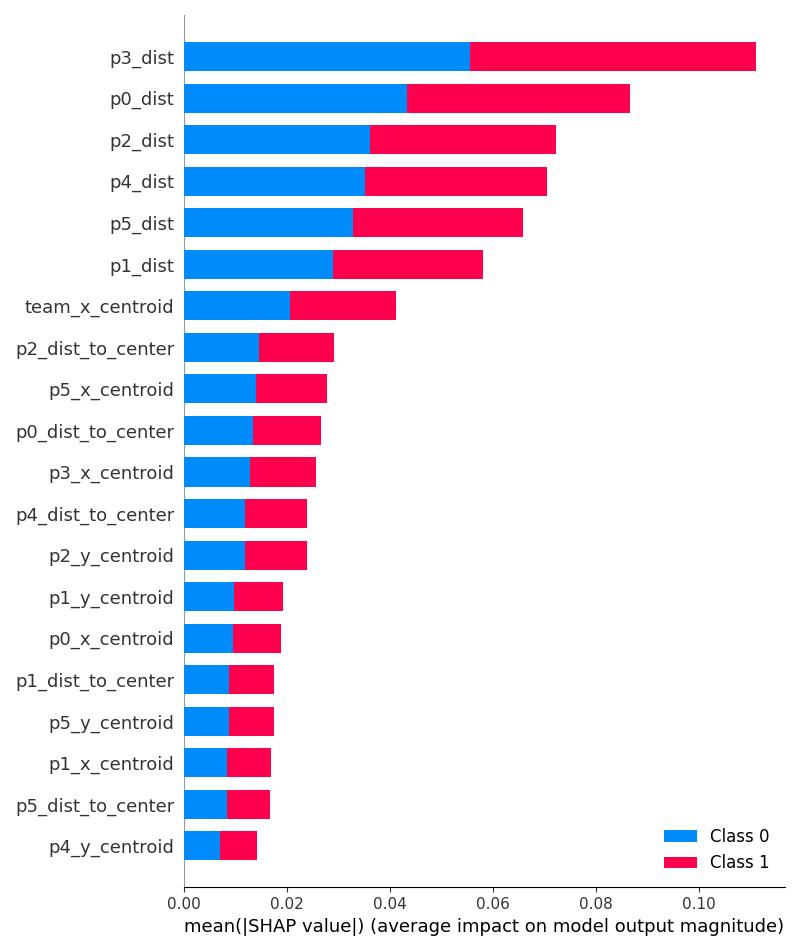 p3_dist
p0_dist
p2_dist
p4_dist
p5_dist
p1_dist
team_x_centroid
p2_dist_to_center
p5_x_centroid
p0_dist_to_center
p3_x_centroid
p4_dist_to_center
p2_y_centroid
p1_y_centroid
p0_x_centroid
p1_dist_to_center
p5_y_centroid
p1_x_centroid
p5_dist_to_center
p4_y_centroid
Class 0
Class 1
0.00 0.02 0.04 0.06 0.08 0.10
mean(|SHAP value|) (average impact on model output magnitude)